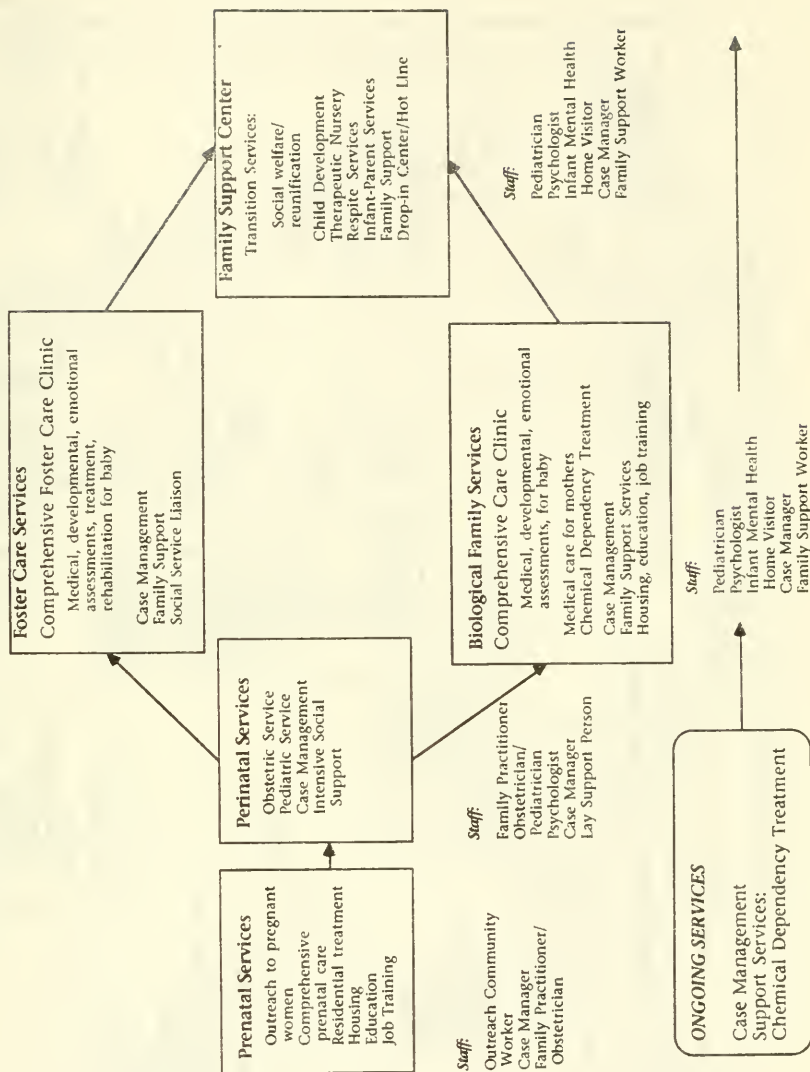 Prenatal Services
Outreach to pregnant
women
Comprehensive
prenatal care
Residential treatment
Housing
Education
Job Training
Perinatal Services
Obstetric Service
Pediatric Service
Case Management
Intensive Social
Support
Foster Care Services
Comprehensive Foster Care Clinic
Medical, developmental, emotional
assessments, treatment,
rehabilitation for baby
Case Management
Family Support
Social Service Liaison
Biological Family Services
Comprehensive Care Clinic
Medical, developmental, emotional
assessments, for baby
Medical care for mothers
Chemical Dependency Treatment
Case Management
Family Support Services
Housing, education, job training
Family Support Center
Transition Services:
Social welfare/
reunification
Child Development
Therapeutic Nursery
Respite Services
Infant-Parent Services
Family Support
Drop-in Center/Hot Line
Staff:
Outreach Community
Worker
Case Manager
Family Practitioner/
Obstetrician
Staff:
Family Practitioner
Obstetrician/
Pediatrician
Psychologist
Case Manager
Lay Support Person
Staff:
Pediatrician
Psychologist
Infant Mental Health
Home Visitor
Case Manager
Family Support Worker
Staff:
Pediatrician
Psychologist
Infant Mental Health
Home Visitor
Case Manager
Family Support Worker
ONGOING SERVICES
Case Management
Support Services:
Chemical Dependency Treatment